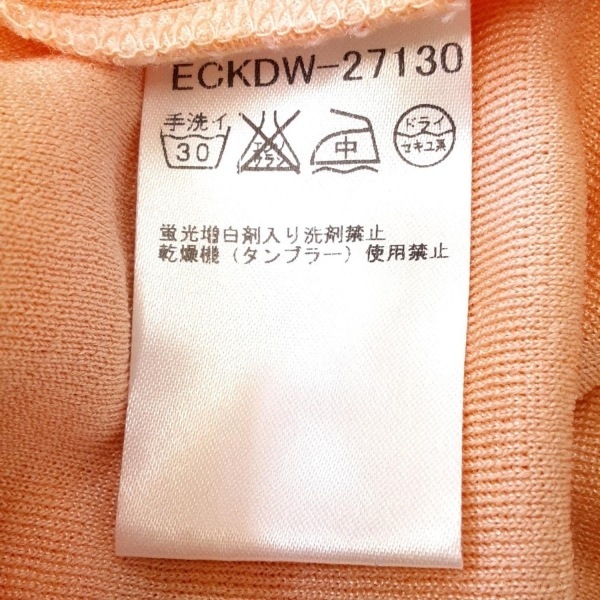 ECKDW-27130
手洗イ
30
エンソ
サラシ
中
ドライ
セキユ系
蛍光増白剤入り洗剤禁止
乾燥機(タンブラー)使用禁止